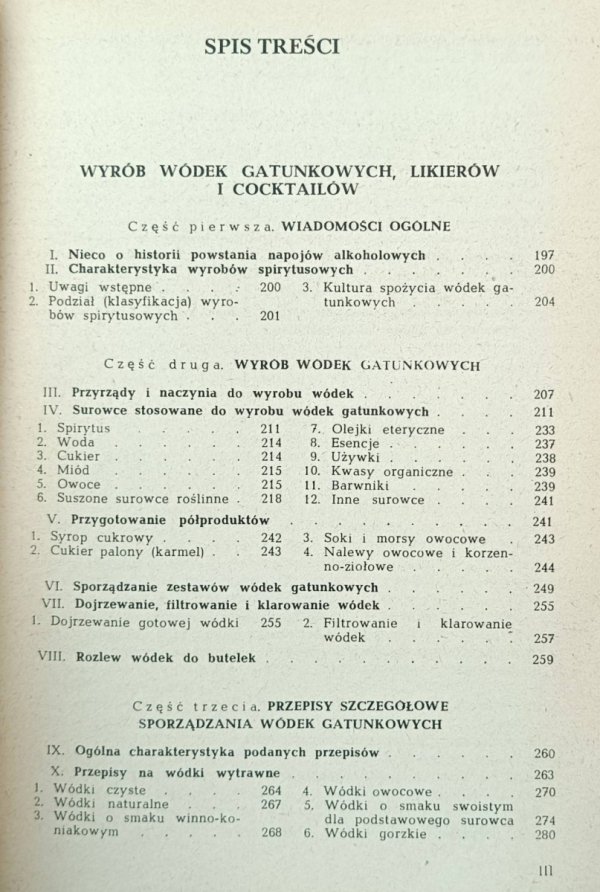 SPIS TREŚCI
WYRÓB WÓDEK GATUNKOWYCH, LIKIERÓW
I COCKTAILÓW
Część pierwsza. WIADOMOŚCI OGÓLNE
I. Nieco o historii powstania napojów alkoholowych . . . . 197
II. Charakterystyka wyrobów spirytusowych . . . . . . . 200
1. Uwagi wstępne . . . . 200
2. Podział (klasyfikacja) wyro-
bów spirytusowych . . . 201
3. Kultura spożycia wódek ga-
tunkowych . . . . . 204
Część druga. WYRÓB WÓDEK GATUNKOWYCH
III. Przyrządy i naczynia do wyrobu wódek . . . . . . . 207
IV. Surowce stosowane do wyrobu wódek gatunkowych . . . . 211
1. Spirytus . . . . . 211
2. Woda . . . . . . 214
3. Cukier . . . . . . 214
4. Miód . . . . . . 215
5. Owoce . . . . . . 215
6. Suszone surowce roślinne . 218
7. Olejki eteryczne . . . 233
8. Esencje . . . . . 237
9. Używki . . . . . . 238
10. Kwasy organiczne . . . 239
11. Barwniki . . . . . 239
12. Inne surowce . . . . 241
V. Przygotowanie półproduktów . . . . . . . . . 241
1. Syrop cukrowy . . . . 242
2. Cukier palony (karmel) . . 243
3. Soki i morsy owocowe . 243
4. Nalewy owocowe i korzen-
no-ziołowe . . . . . 244
VI. Sporządzanie zestawów wódek gatunkowych . . . . . . 249
VII. Dojrzewanie, filtrowanie i klarowanie wódek . . . . . . 255
1. Dojrzewanie gotowej wódki 255
2. Filtrowanie i klarowanie
wódek . . . . . . 257
VIII. Rozlew wódek do butelek . . . . . . . . . . 259
Część trzecia. PRZEPISY SZCZEGÓŁOWE
SPORZĄDZANIA WÓDEK GATUNKOWYCH
IX. Ogólna charakterystyka podanych przepisów . . . . . . 260
X. Przepisy na wódki wytrawne . . . . . . . . . 263
1. Wódki czyste . . . . 264
2. Wódki naturalne . . . 267
3. Wódki o smaku winno-ko-
niakowym . . . . . 268
4. Wódki owocowe . . . . 270
5. Wódki o smaku swoistym
dla podstawowego surowca 274
6. Wódki gorzkie . . . . 280
III